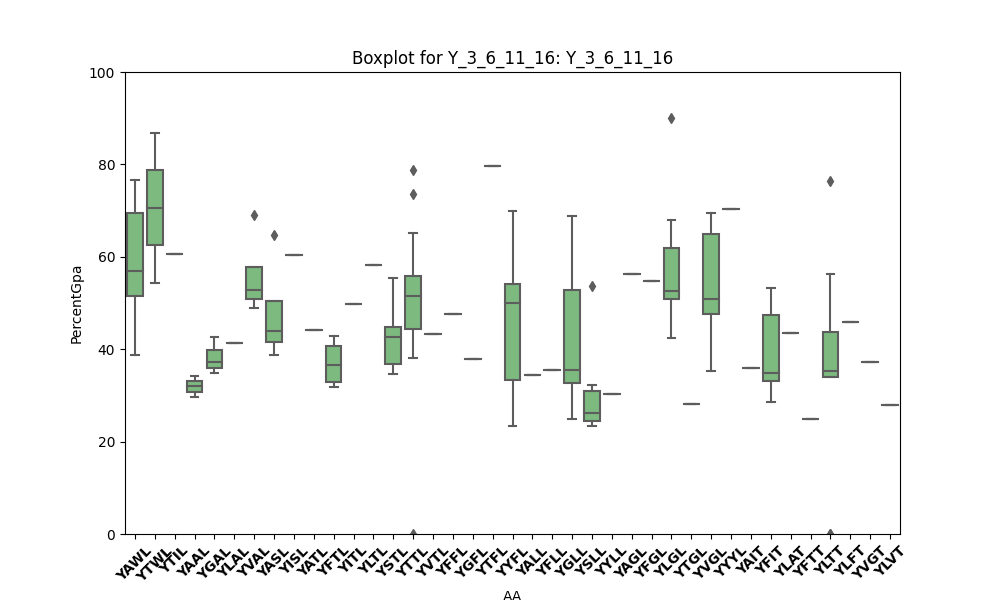 Boxplot for Y_3_6_11_16: Y_3_6_11_16
100
80
60
40
20
0
PercentGpa
YAWL YTWL YTIL YAAL YGAL YLAL YVAL YASL YISL YATL YFTL YITL YLTL YSTL YTTL YVTL YFFL YGFL YTFL YYFL YALL YFLL YGLL YSLL YYLL YAGL YFGL YLGL YTGL YVGL YYYL YAIT YFIT YLAT YFTT YLTT YLFT YVGT YLVT
AA